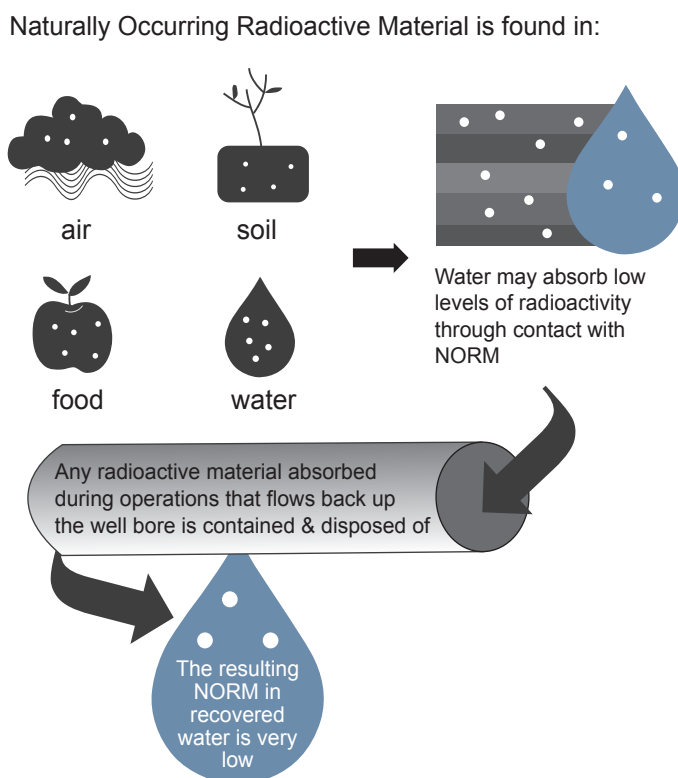 Naturally Occurring Radioactive Material is found in:
air
soil
food
water
Water may absorb low
levels of radioactivity
through contact with
NORM
Any radioactive material absorbed
during operations that flows back up
the well bore is contained & disposed of
The resulting
NORM in
recovered
water is very
low